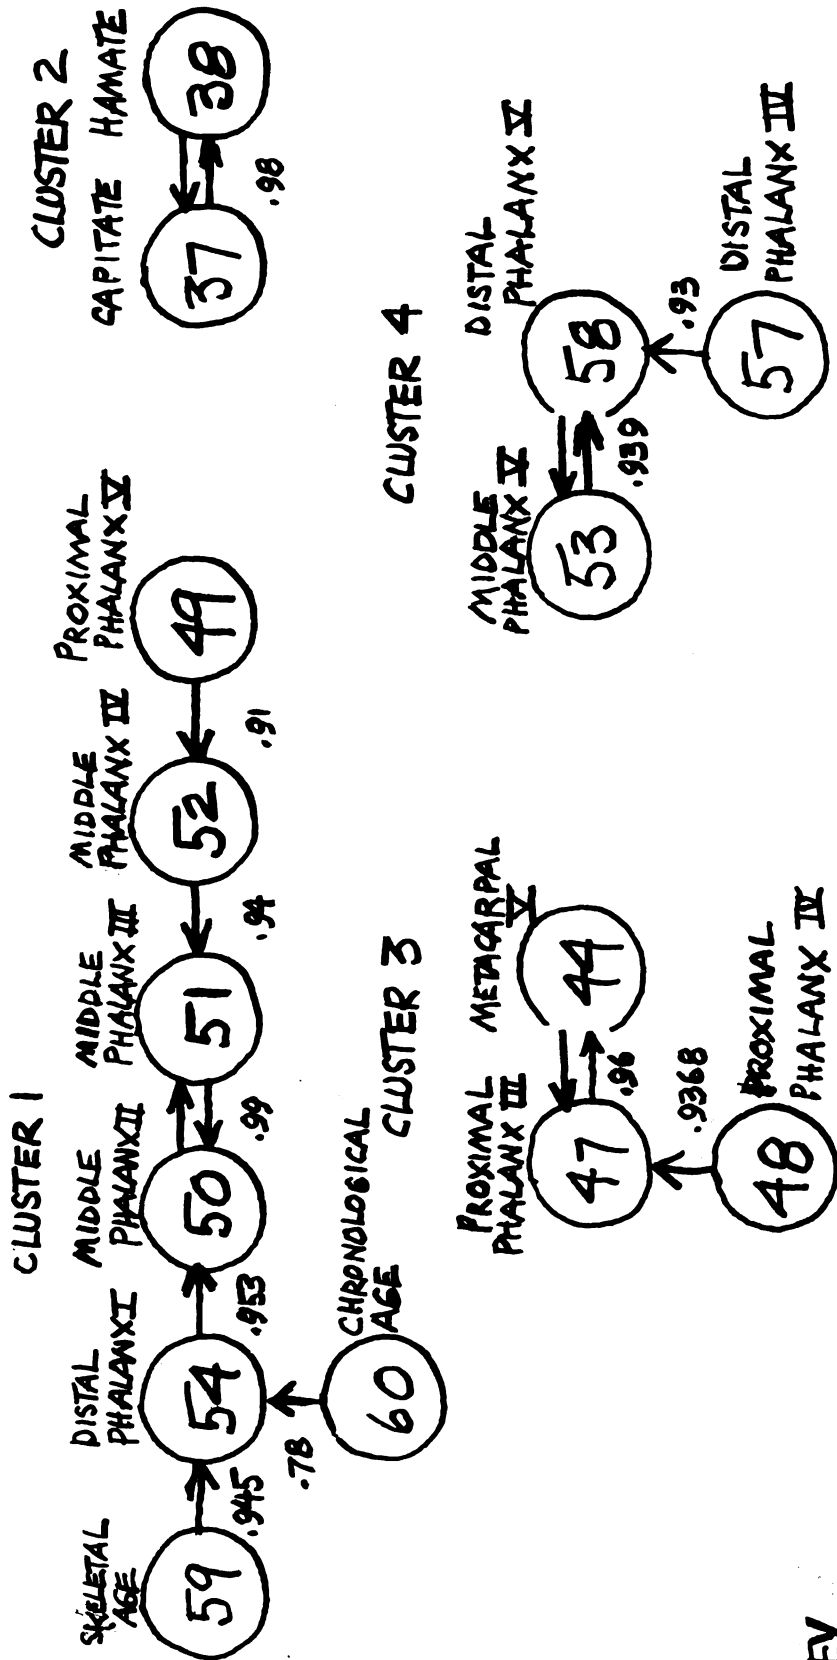 CLUSTER 1
SKELETAL
AGE
59
.945
DISTAL
PHALANX I
54
.953
MIDDLE
PHALANX II
50
.99
MIDDLE
PHALANX III
51
.94
MIDDLE
PHALANX IV
52
.91
PROXIMAL
PHALANX V
49
.78
60
CHRONOLOGICAL
AGE
CLUSTER 2
CAPITATE HAMATE
37
38
.98
CLUSTER 3
PROXIMAL
PHALANX III
47
METACARPAL
V
44
.96
.9368
48
PROXIMAL
PHALANX IV
CLUSTER 4
MIDDLE
PHALANX V
53
DISTAL
PHALANX V
58
.939
.93
57
DISTAL
PHALANX IV